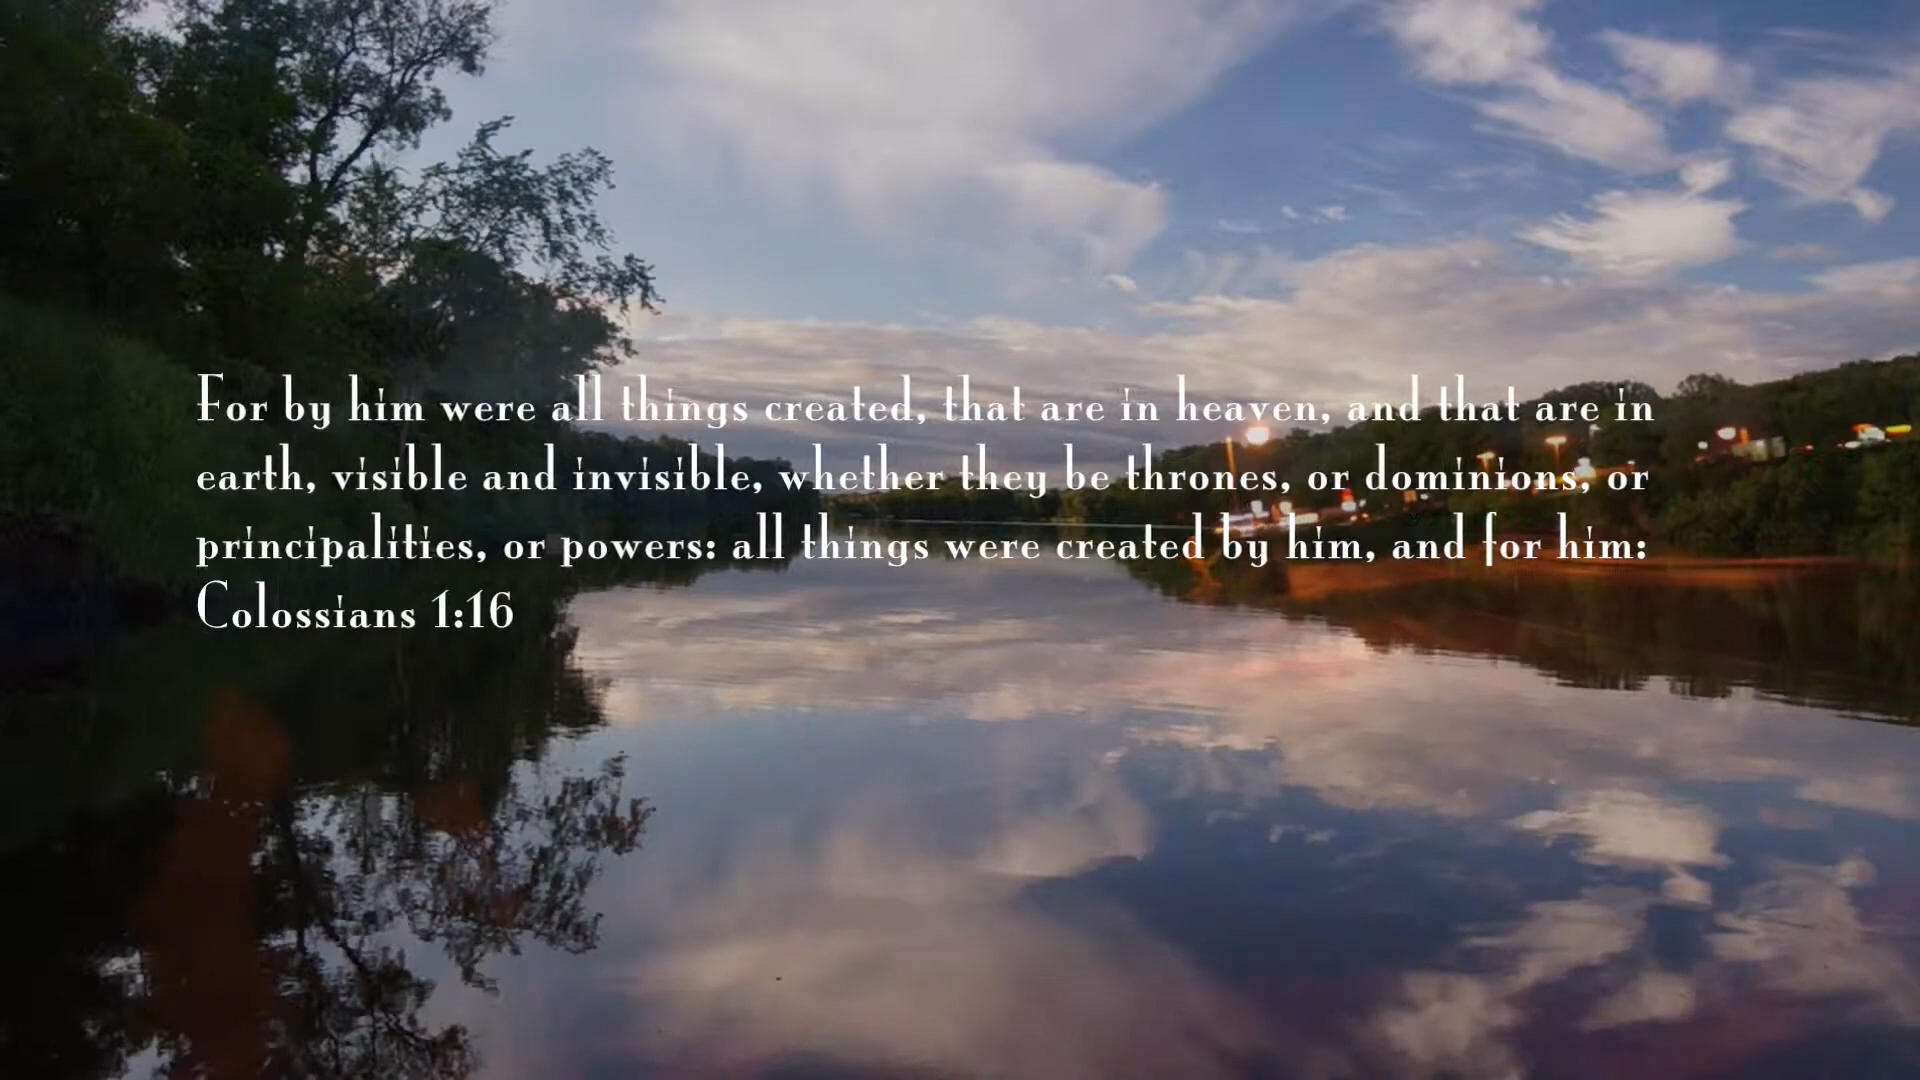 For by him were all things created, that are in heaven, and that are in
earth, visible and invisible, whether they be thrones, or dominions, or
principalities, or powers: all things were created by him, and for him:
Colossians 1:16